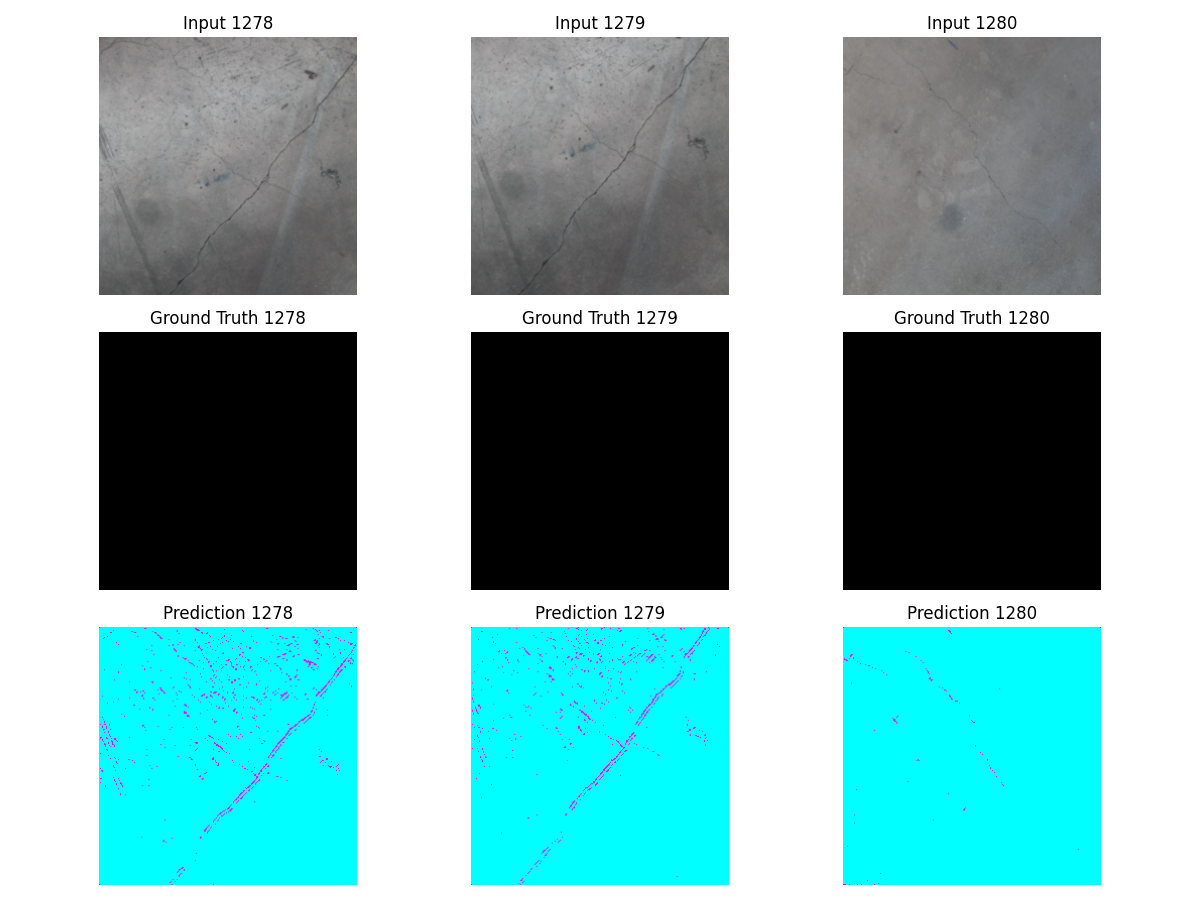 Input 1278
Input 1279
Input 1280
Ground Truth 1278
Ground Truth 1279
Ground Truth 1280
Prediction 1278
Prediction 1279
Prediction 1280